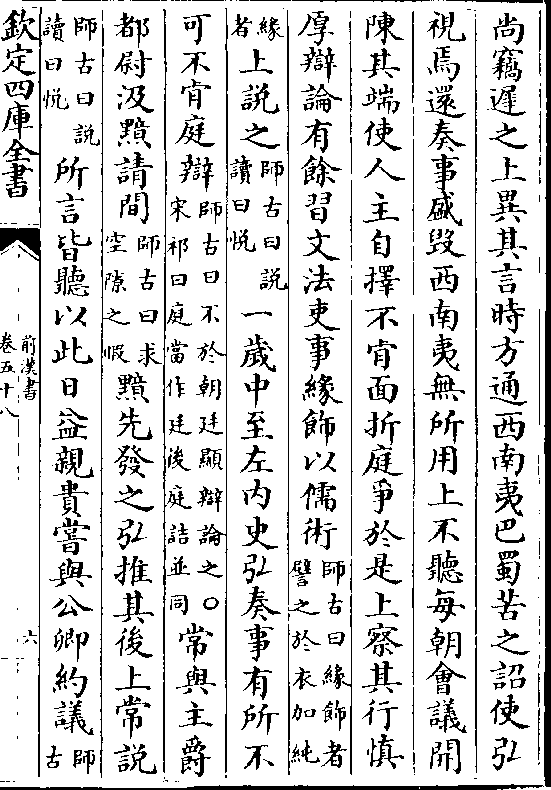 尚竊遲之上異其言時方通西南夷巴蜀苦之詔使弘
視焉還奏事盛毀西南夷無所用上不聽每朝會議開
陳其端使人主自擇不肯面折庭爭於是上察其行慎
厚辯論有餘習文法吏事緣飾以儒術師古曰緣飾者譬之於衣加純
緣者上說之師古曰說讀曰悅一歲中至左內史弘奏事有所不
可不肯庭辯師古曰不於朝廷顯辯論之○宋祁曰庭當作廷後庭詰並同常與主爵
都尉汲黯請間師古曰求空隙之暇黯先發之弘推其後上常說
師古曰說讀曰悅所言皆聽以此日益親貴嘗與公卿約議師古
欽定四庫全書
前漢書
卷五十八
六